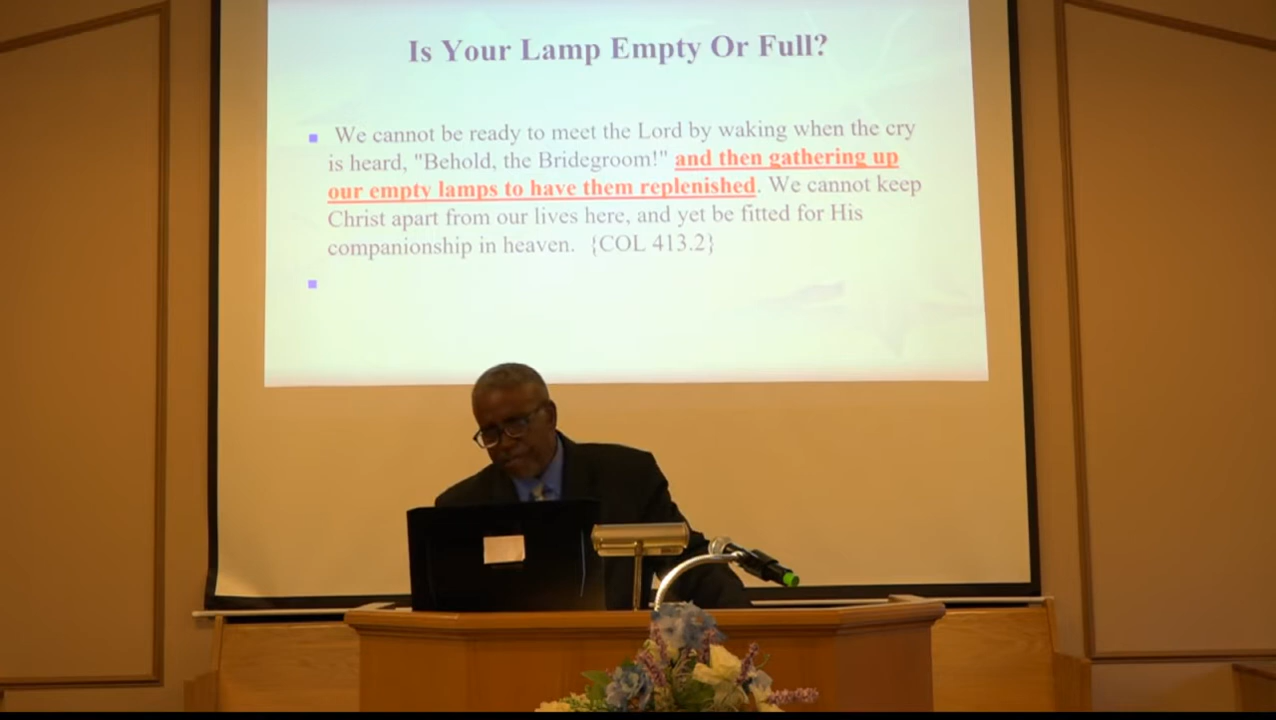 Is Your Lamp Empty Or Full?
We cannot be ready to meet the Lord by waking when the cry
is heard, "Behold, the Bridegroom!" and then gathering up
our empty lamps to have them replenished. We cannot keep
Christ apart from our lives here, and yet be fitted for His
companionship in heaven. {COL 413.2}